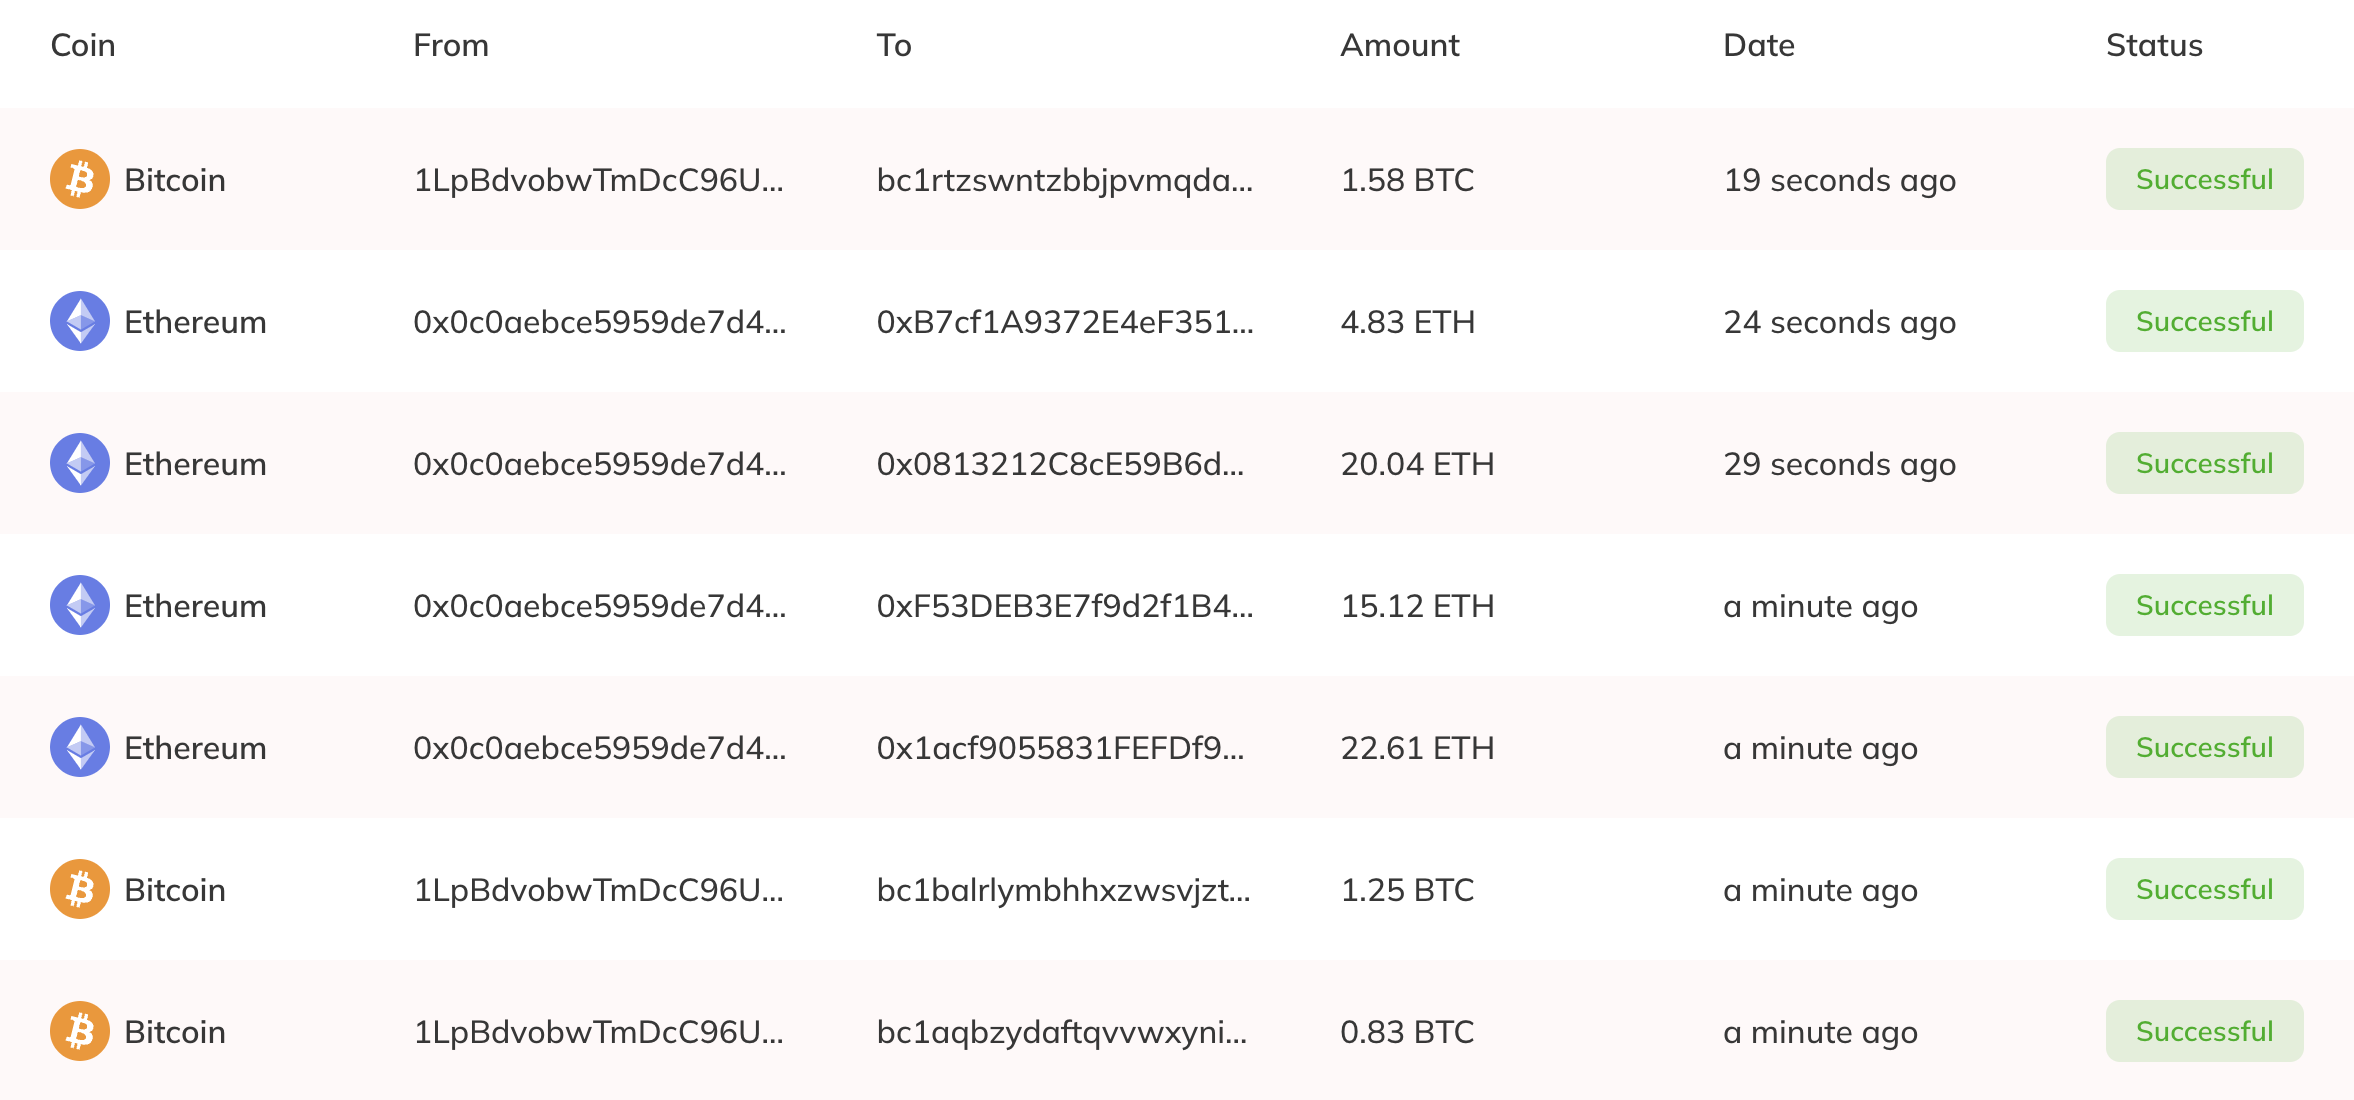 Coin From To Amount Date Status
Bitcoin 1LpBdvobwTmDcC96U... bc1rtzswntzbbjpvmqda... 1.58 BTC 19 seconds ago Successful
Ethereum 0x0c0aebce5959de7d4... 0xB7cf1A9372E4eF351... 4.83 ETH 24 seconds ago Successful
Ethereum 0x0c0aebce5959de7d4... 0x0813212C8cE59B6d... 20.04 ETH 29 seconds ago Successful
Ethereum 0x0c0aebce5959de7d4... 0xF53DEB3E7f9d2f1B4... 15.12 ETH a minute ago Successful
Ethereum 0x0c0aebce5959de7d4... 0x1acf9055831FEFDf9... 22.61 ETH a minute ago Successful
Bitcoin 1LpBdvobwTmDcC96U... bc1balrlymbhhxzwsvjzt... 1.25 BTC a minute ago Successful
Bitcoin 1LpBdvobwTmDcC96U... bc1aqbzydaftqvvwxyni... 0.83 BTC a minute ago Successful